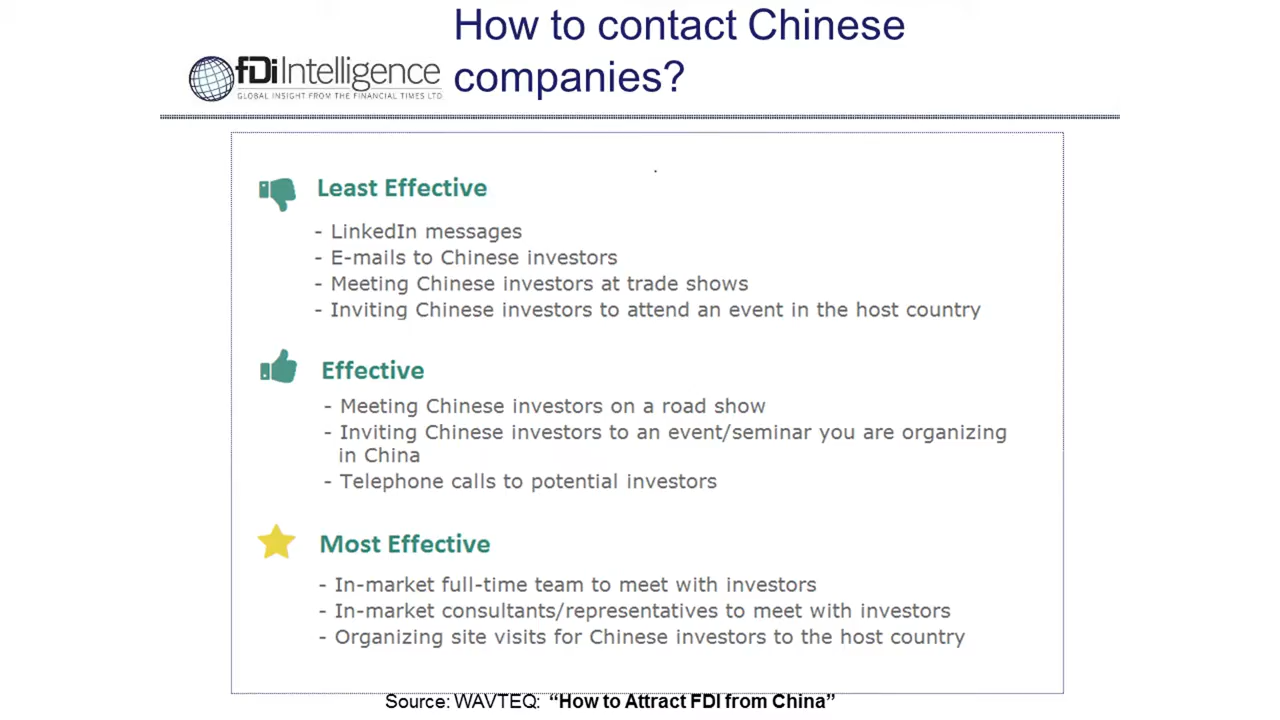 How to contact Chinese
companies?
fDi Intelligence
GLOBAL INSIGHT FROM THE FINANCIAL TIMES LTD
Least Effective
- LinkedIn messages
- E-mails to Chinese investors
- Meeting Chinese investors at trade shows
- Inviting Chinese investors to attend an event in the host country
Effective
- Meeting Chinese investors on a road show
- Inviting Chinese investors to an event/seminar you are organizing
in China
- Telephone calls to potential investors
Most Effective
- In-market full-time team to meet with investors
- In-market consultants/representatives to meet with investors
- Organizing site visits for Chinese investors to the host country
Source: WAVTEQ: “How to Attract FDI from China”